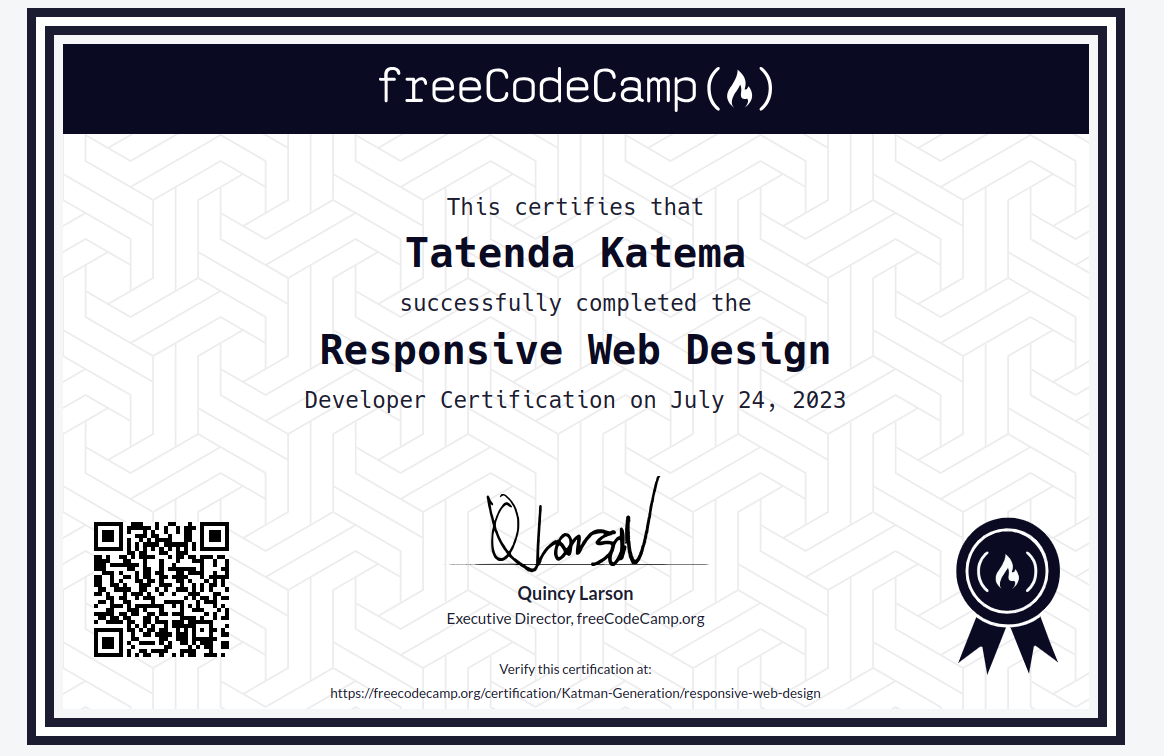 freeCodeCamp
This certifies that
Tatenda Katema
successfully completed the
Responsive Web Design
Developer Certification on July 24, 2023
Quincy Larson
Executive Director, freeCodeCamp.org
Verify this certification at:
https://freecodecamp.org/certification/Katman-Generation/responsive-web-design